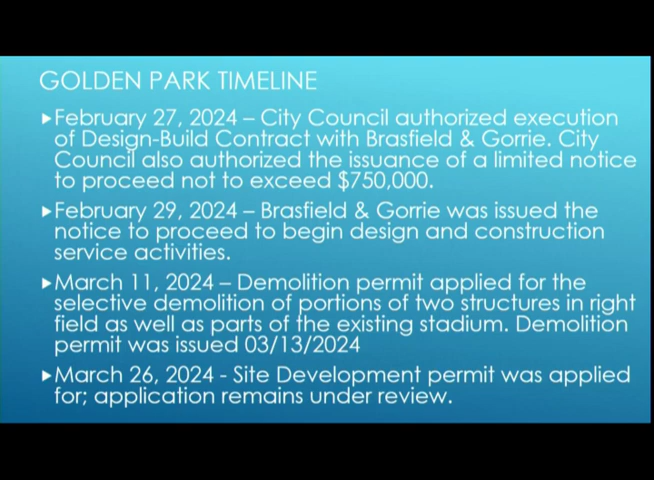 GOLDEN PARK TIMELINE
February 27, 2024 – City Council authorized execution
of Design-Build Contract with Brasfield & Gorrie. City
Council also authorized the issuance of a limited notice
to proceed not to exceed $750,000.
February 29, 2024 – Brasfield & Gorrie was issued the
notice to proceed to begin design and construction
service activities.
March 11, 2024 – Demolition permit applied for the
selective demolition of portions of two structures in right
field as well as parts of the existing stadium. Demolition
permit was issued 03/13/2024
March 26, 2024 - Site Development permit was applied
for; application remains under review.